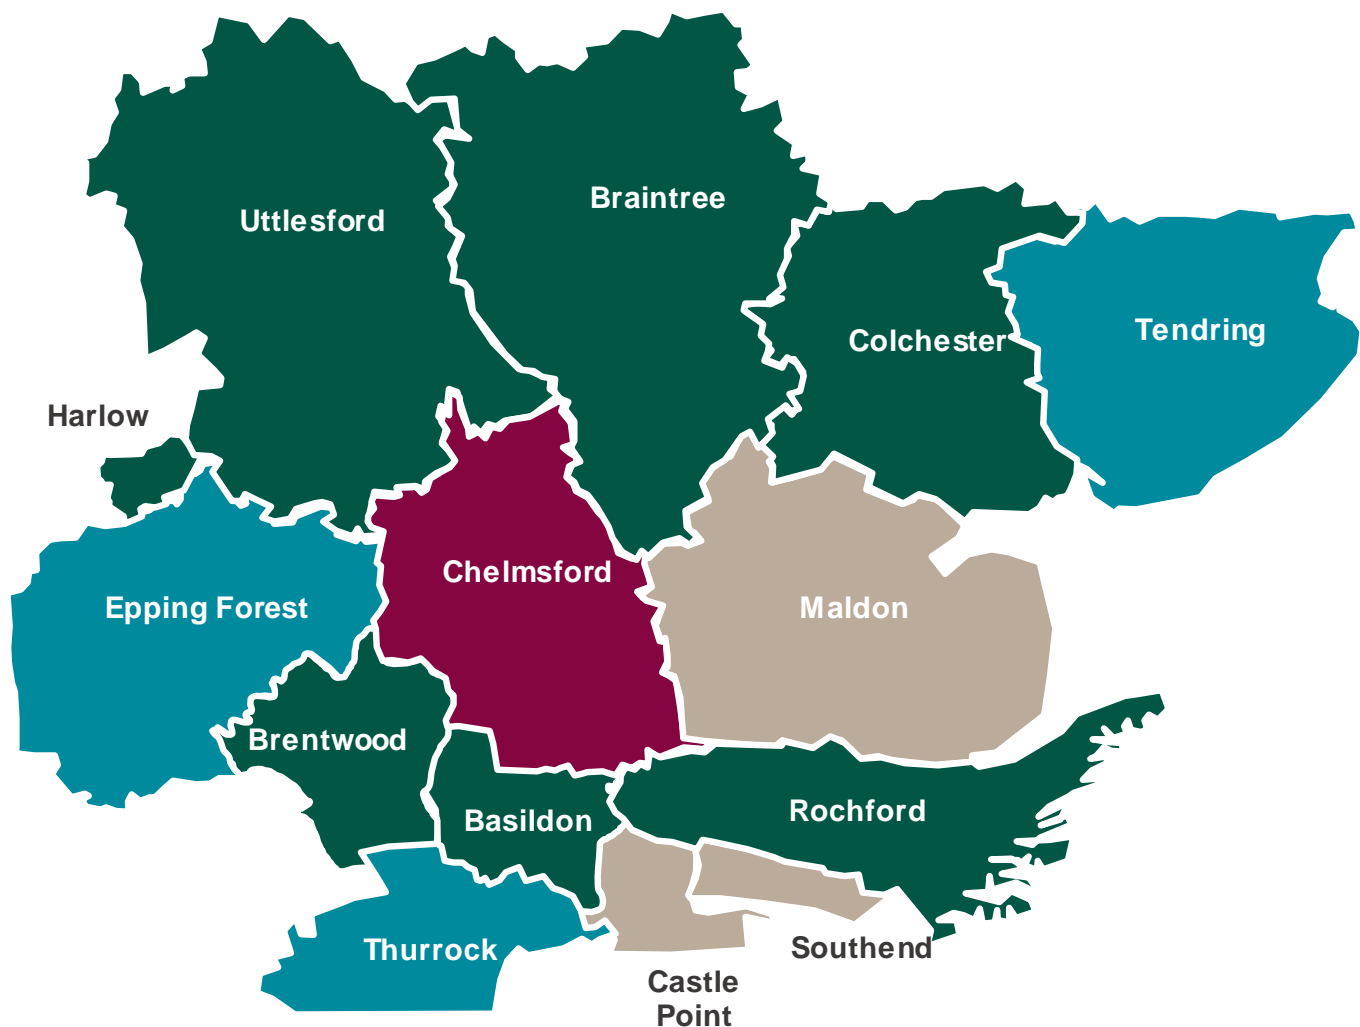 Braintree
Uttlesford
Tendring
Colchester
Harlow
Chelmsford
Epping Forest
Maldon
Brentwood
Rochford
Basildon
Thurrock
Southend
Castle
Point